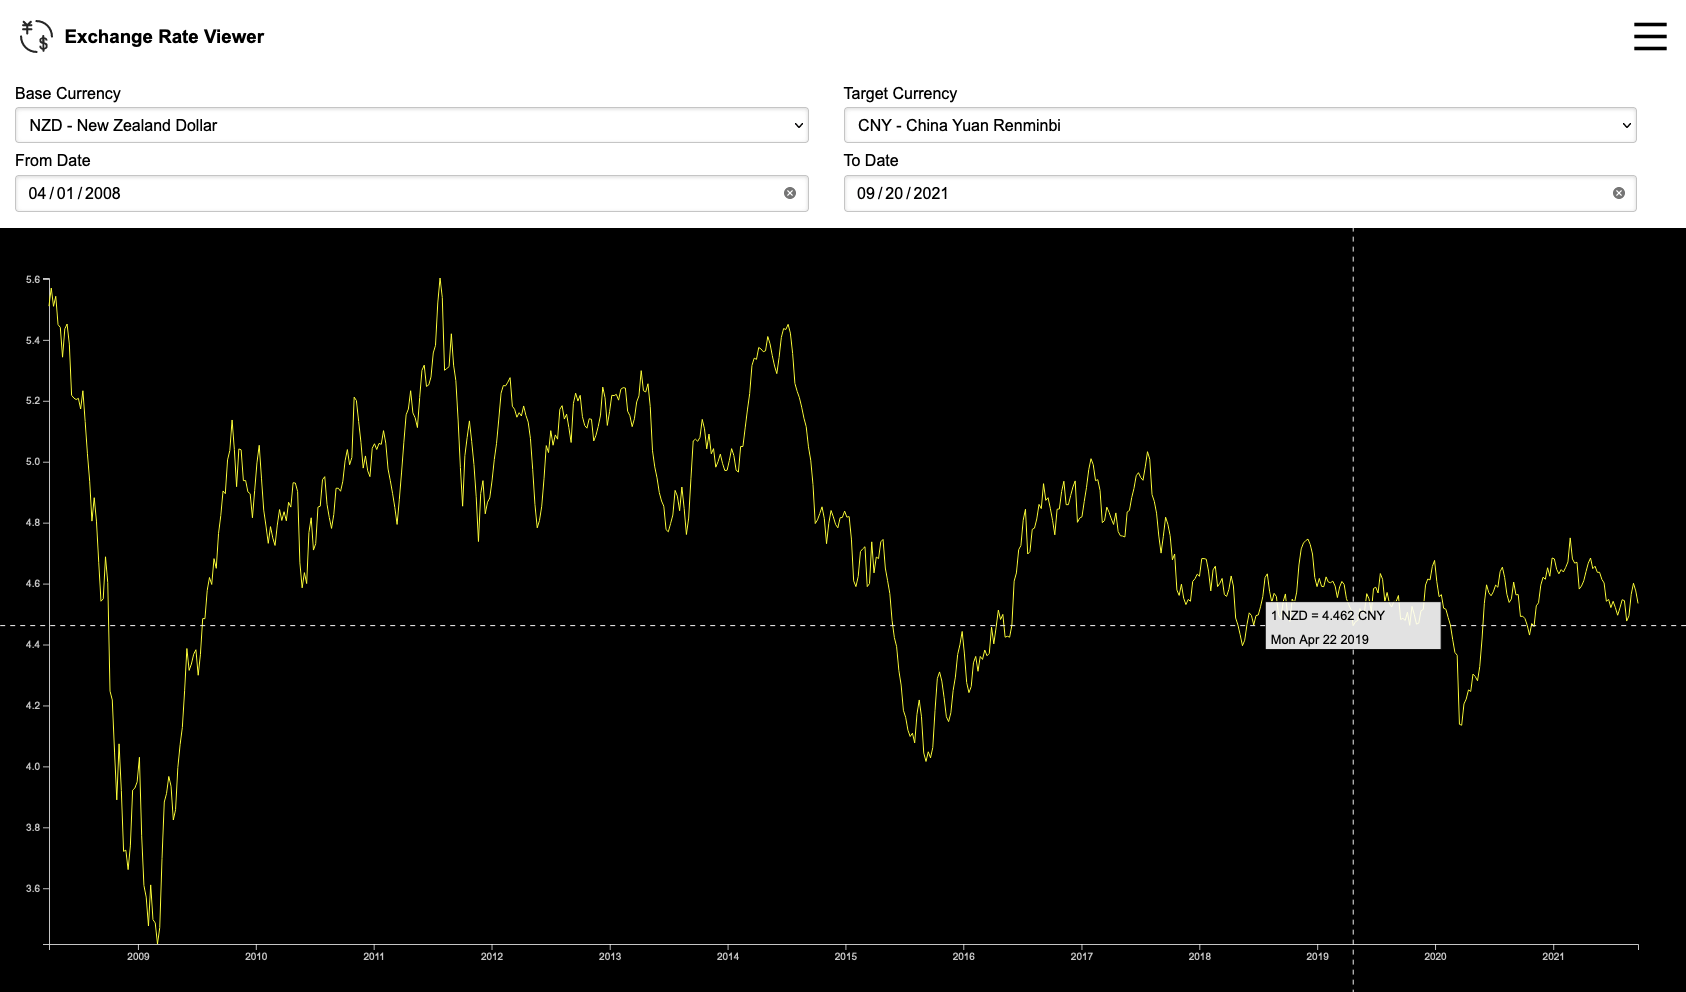 ¥
$
Exchange Rate Viewer
Base Currency
NZD - New Zealand Dollar
Target Currency
CNY - China Yuan Renminbi
From Date
04/01/2008
To Date
09/20/2021
5.6
5.4
5.2
5.0
4.8
4.6
4.4
4.2
4.0
3.8
3.6
1 NZD = 4.462 CNY
Mon Apr 22 2019
2009 2010 2011 2012 2013 2014 2015 2016 2017 2018 2019 2020 2021